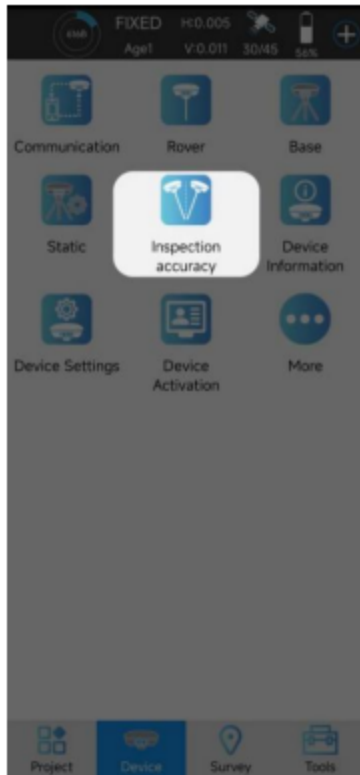 FIXED H:0.005
Age1 V:0.011 30/45 56%
Communication
Rover
Base
Static
Inspection
accuracy
Device
Information
Device Settings
Device
Activation
More
Project
Device
Survey
Tools